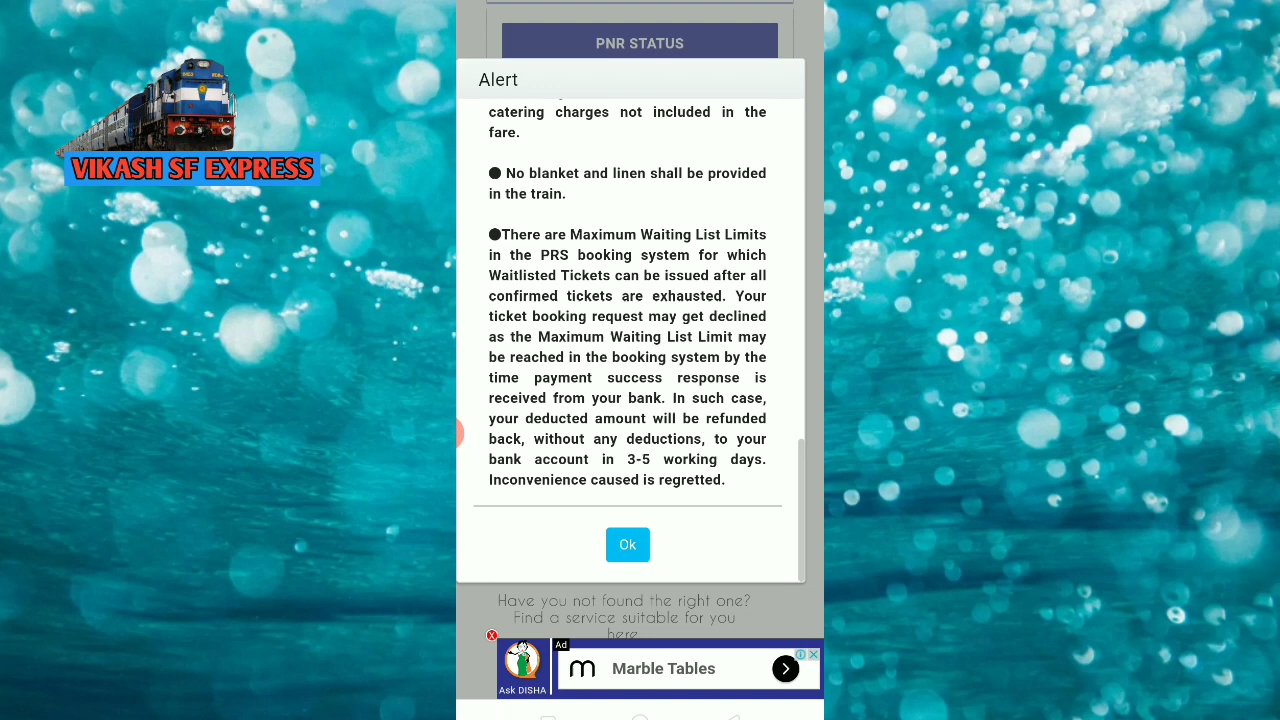 PNR STATUS
Alert
catering charges not included in the
fare.
● No blanket and linen shall be provided
in the train.
●There are Maximum Waiting List Limits
in the PRS booking system for which
Waitlisted Tickets can be issued after all
confirmed tickets are exhausted. Your
ticket booking request may get declined
as the Maximum Waiting List Limit may
be reached in the booking system by the
time payment success response is
received from your bank. In such case,
your deducted amount will be refunded
back, without any deductions, to your
bank account in 3-5 working days.
Inconvenience caused is regretted.
Ok
Have you not found the right one?
Find a service suitable for you
here
Ad
Marble Tables
Ask DISHA
VIKASH SF EXPRESS